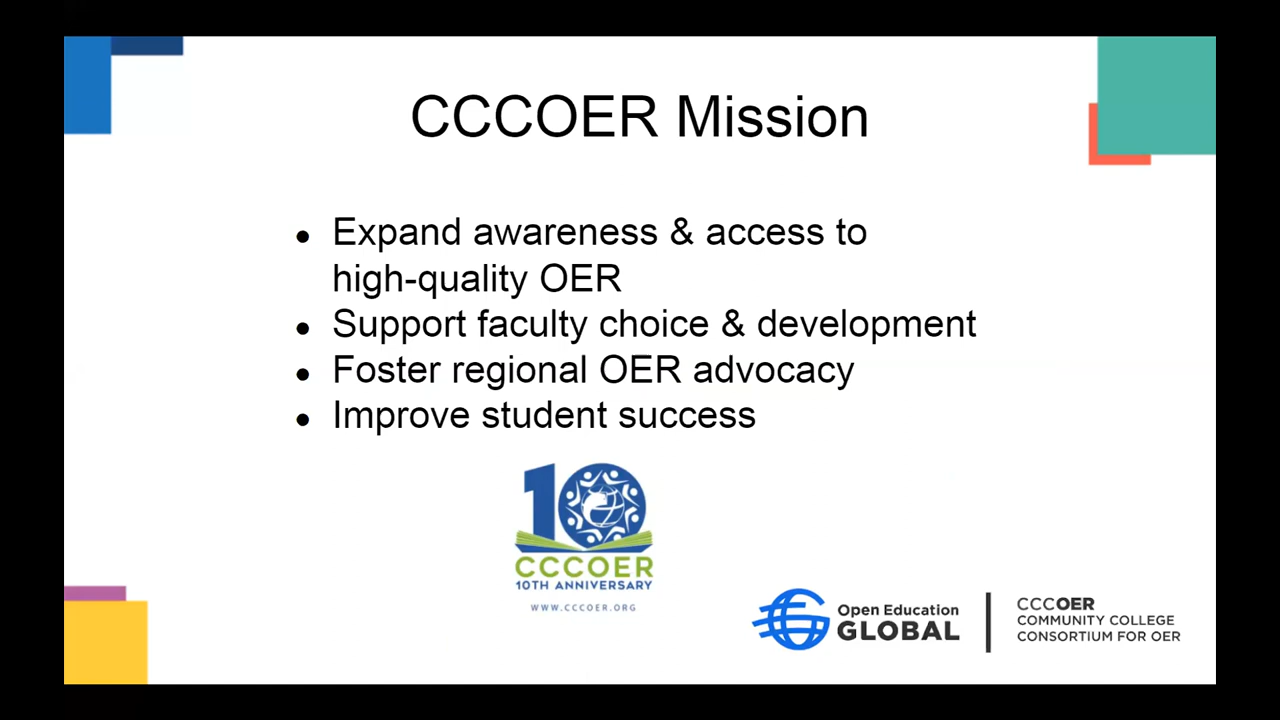 CCCOER Mission
● Expand awareness & access to
high-quality OER
● Support faculty choice & development
● Foster regional OER advocacy
● Improve student success
10
CCCOER
10TH ANNIVERSARY
WWW.CCCOER.ORG
Open Education
GLOBAL
CCCOER
COMMUNITY COLLEGE
CONSORTIUM FOR OER